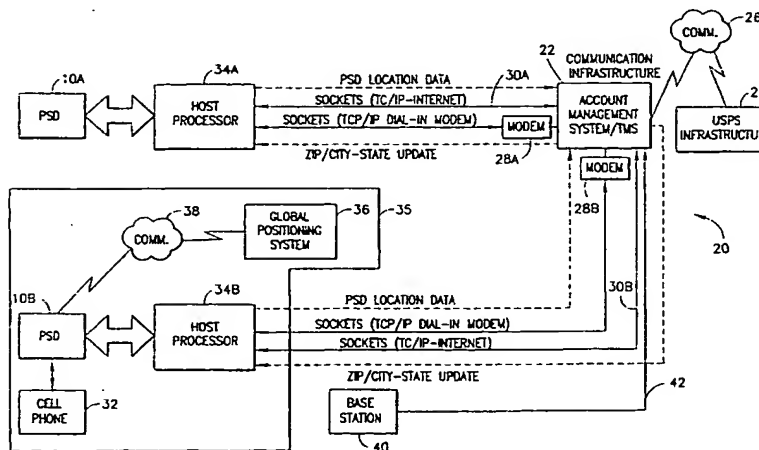 26
COMM.
34A
22
COMMUNICATION
INFRASTRUCTURE
10A
PSD LOCATION DATA
30A
PSD
HOST
PROCESSOR
SOCKETS (TC/IP-INTERNET)
ACCOUNT
MANAGEMENT
SYSTEM/TMS
2
USPS
INFRASTRUCTUR
SOCKETS (TCP/IP DIAL-IN MODEM)
MODEM
ZIP/CITY-STATE UPDATE
28A
MODEM
38
36
35
28B
COMM.
GLOBAL
POSITIONING
SYSTEM
20
10B
34B
30B
PSD LOCATION DATA
PSD
HOST
PROCESSOR
SOCKETS (TCP/IP DIAL-IN MODEM)
SOCKETS (TC/IP-INTERNET)
ZIP/CITY-STATE UPDATE
CELL
PHONE
32
BASE
STATION
42
40